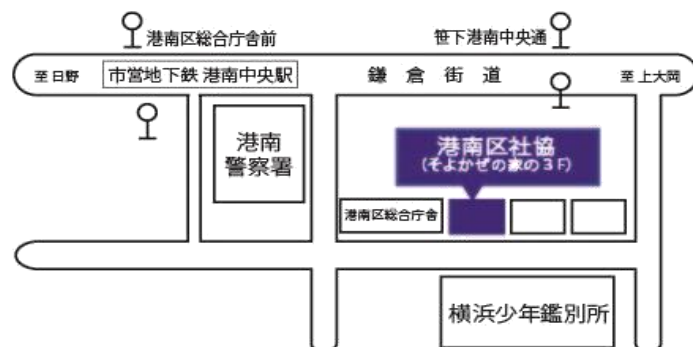 港南区総合庁舎前
笹下港南中央通
至日野
市営地下鉄 港南中央駅
鎌倉街道
至上大岡
港南
警察署
港南区社協
(そよかぜの家の3F)
港南区総合庁舎
横浜少年鑑別所